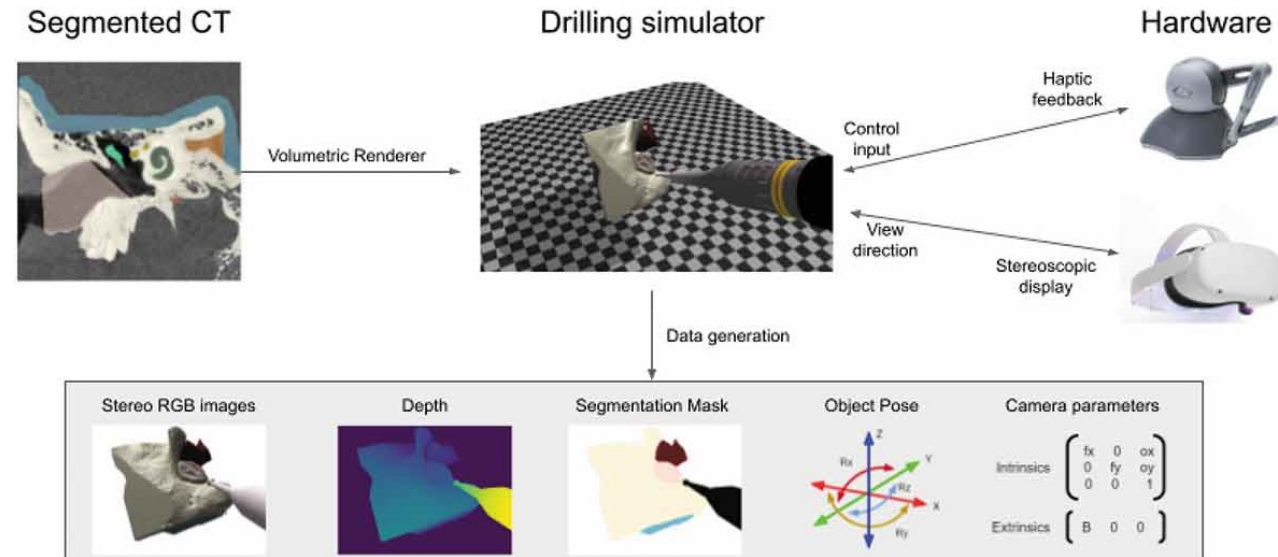 Segmented CT
Drilling simulator
Hardware
Volumetric Renderer
Haptic
feedback
Control
input
View
direction
Stereoscopic
display
Data generation
Stereo RGB images
Depth
Segmentation Mask
Object Pose
Camera parameters
Z
Y
X
Rx
Rz
Ry
Intrinsics
fx 0 ox
0 fy oy
0 0 1
Extrinsics
B 0 0